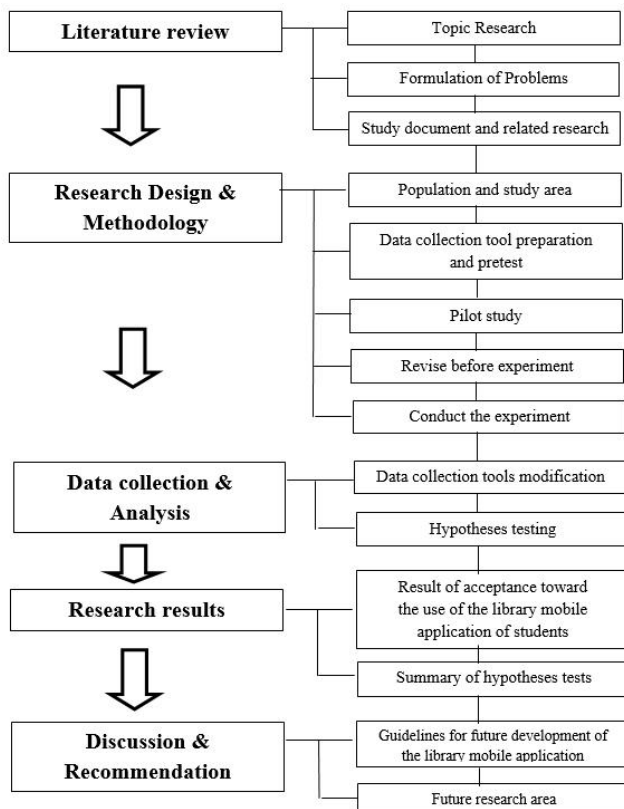 Literature review
Topic Research
Formulation of Problems
Study document and related research
Research Design &
Methodology
Population and study area
Data collection tool preparation
and pretest
Pilot study
Revise before experiment
Conduct the experiment
Data collection &
Analysis
Data collection tools modification
Hypotheses testing
Research results
Result of acceptance toward
the use of the library mobile
application of students
Summary of hypotheses tests
Discussion &
Recommendation
Guidelines for future development of
the library mobile application
Future research area